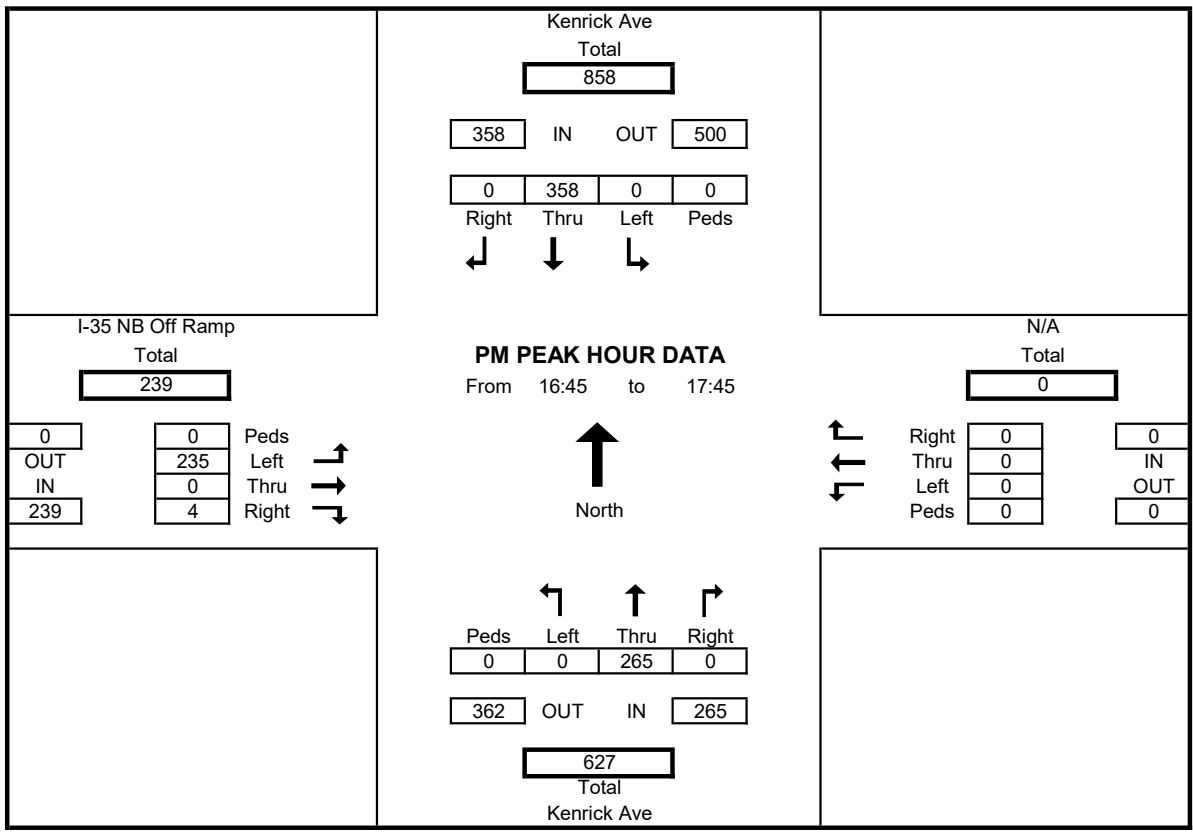 Kenrick Ave
Total
858
358 IN OUT 500
0 358 0 0
Right Thru Left Peds
I-35 NB Off Ramp
Total
239
0 0 Peds
OUT 235 Left
IN 0 Thru
239 4 Right
PM PEAK HOUR DATA
From 16:45 to 17:45
North
N/A
Total
0
Right 0 0
Thru 0 IN
Left 0 OUT
Peds 0 0
Peds Left Thru Right
0 0 265 0
362 OUT IN 265
627
Total
Kenrick Ave